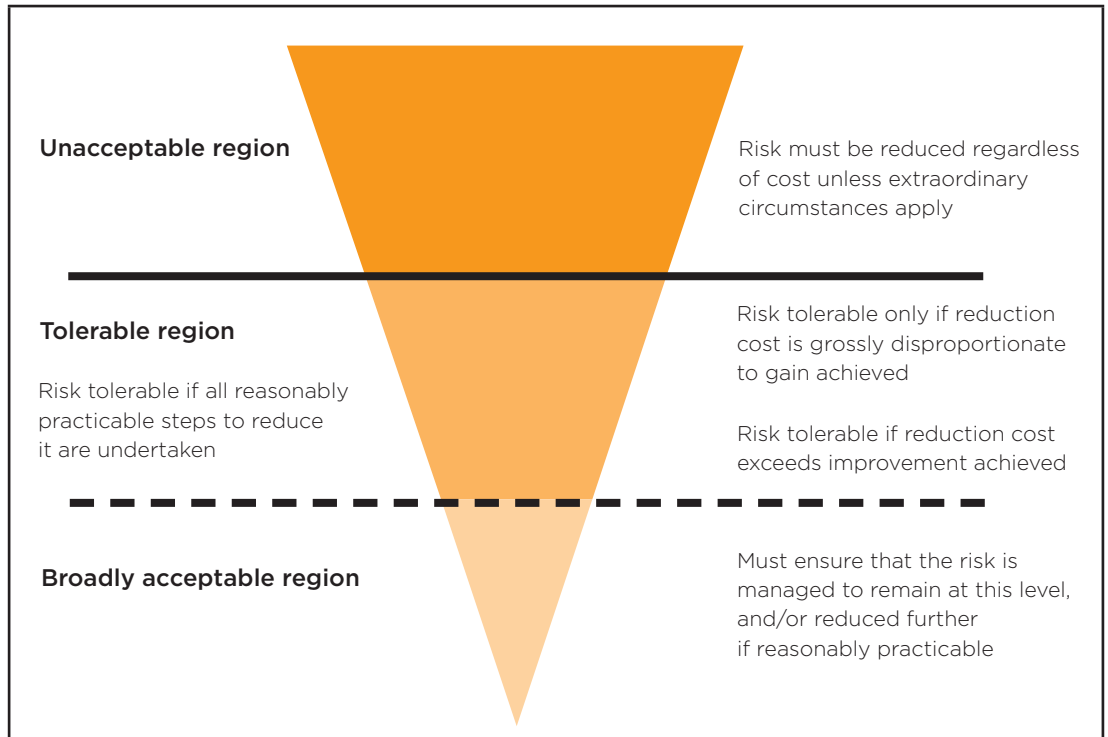 Unacceptable region
Risk must be reduced regardless
of cost unless extraordinary
circumstances apply
Tolerable region
Risk tolerable if all reasonably
practicable steps to reduce
it are undertaken
Risk tolerable only if reduction
cost is grossly disproportionate
to gain achieved
Risk tolerable if reduction cost
exceeds improvement achieved
Broadly acceptable region
Must ensure that the risk is
managed to remain at this level,
and/or reduced further
if reasonably practicable